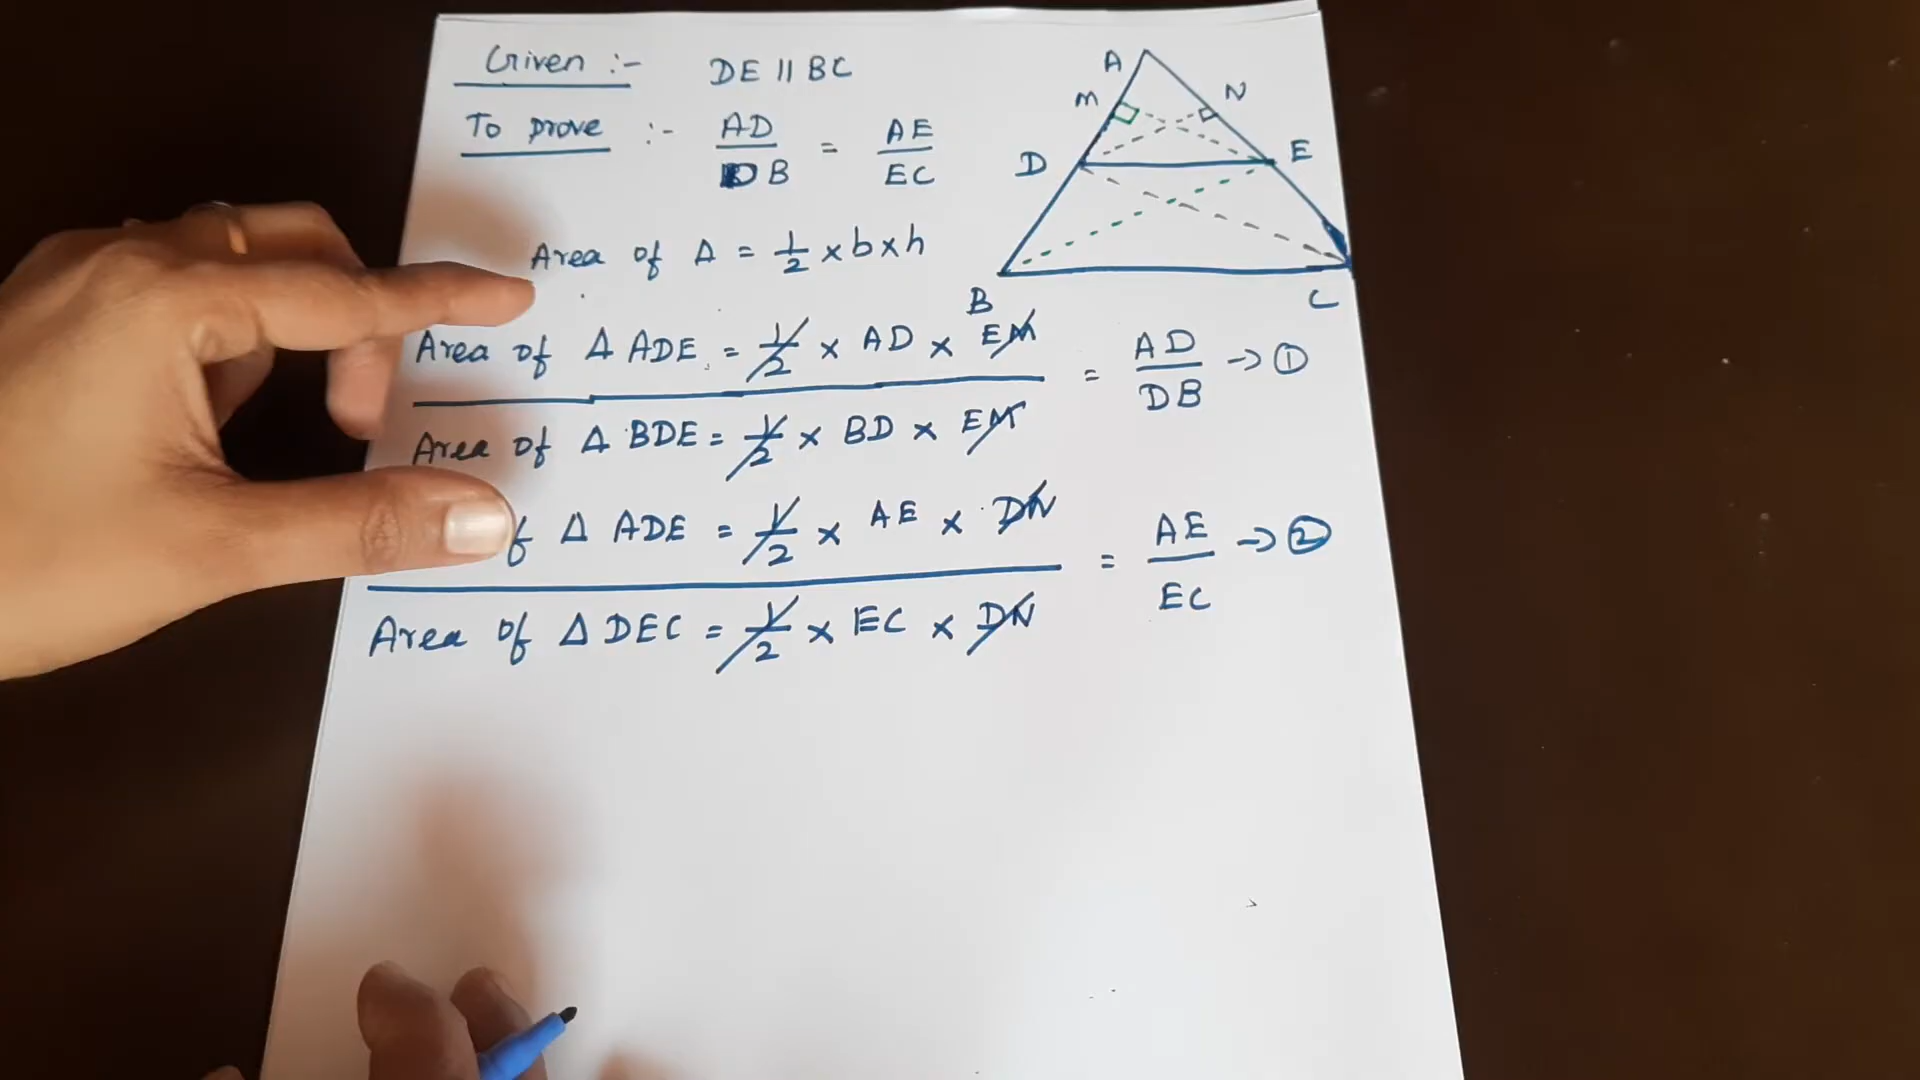 Given :- DE || BC
To prove :- AD/DB = AE/EC
Area of Δ = 1/2 × b × h
Area of Δ ADE = 1/2 × AD × EM
Area of Δ BDE = 1/2 × BD × EM
= AD/DB → ①
f Δ ADE = 1/2 × AE × DN
Area of Δ DEC = 1/2 × EC × DN
= AE/EC → ②
A
M
N
D
E
B
C